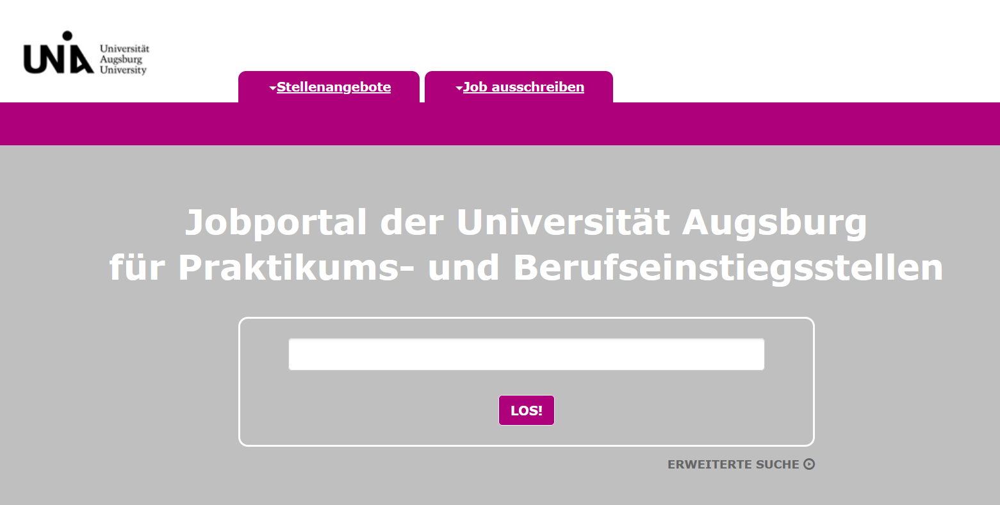 UNIA
Universität
Augsburg
University
Stellenangebote
Job ausschreiben
Jobportal der Universität Augsburg
für Praktikums- und Berufseinstiegsstellen
LOS!
ERWEITERTE SUCHE